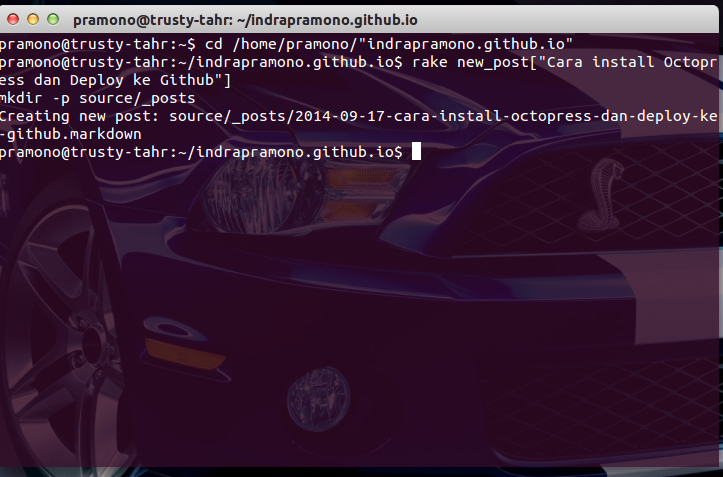 pramono@trusty-tahr: ~/indrapramono.github.io
pramono@trusty-tahr:~$ cd /home/pramono/"indrapramono.github.io"
pramono@trusty-tahr:~/indrapramono.github.io$ rake new_post["Cara install Octopr
ess dan Deploy ke Github"]
mkdir -p source/_posts
Creating new post: source/_posts/2014-09-17-cara-install-octopress-dan-deploy-ke
-github.markdown
pramono@trusty-tahr:~/indrapramono.github.io$